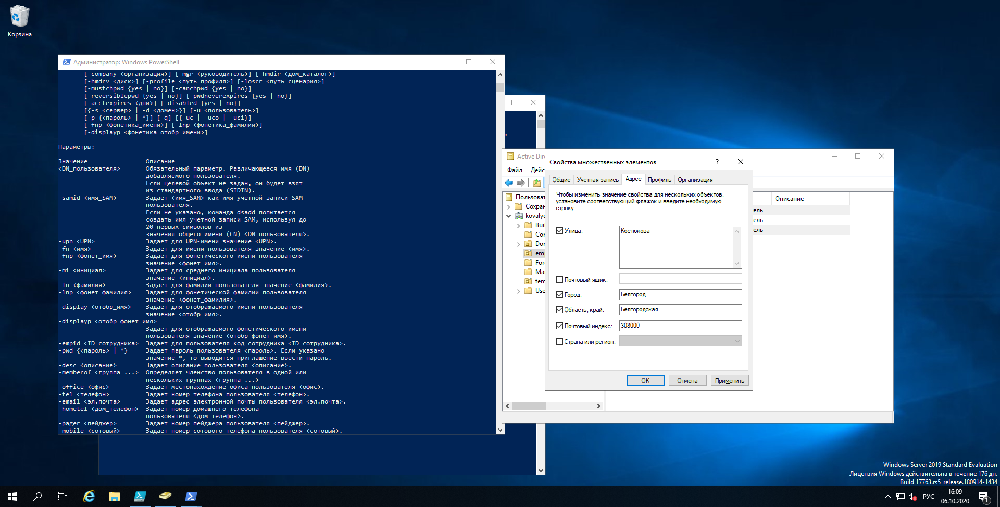 Корзина
Администратор: Windows PowerShell
[-company <организация>] [-mgr <руководитель>] [-hmdir <дом_каталог>]
[-hmdrv <диск>] [-profile <путь_профиля>] [-loscr <путь_сценария>]
[-mustchpwd {yes | no}] [-canchpwd {yes | no}]
[-reversiblepwd {yes | no}] [-pwdneverexpires {yes | no}]
[-acctexpires <дни>] [-disabled {yes | no}]
[{-s <сервер> | -d <домен>}] [-u <пользователь>]
[-p {<пароль> | *}] [-q] [{-uc | -uco | -uci}]
[-fnp <фонетика_имени>] [-lnp <фонетика_фамилии>]
[-displayp <фонетика_отобр_имени>]
Параметры:
Значение Описание
<DN_пользователя> Обязательный параметр. Различающееся имя (DN)
добавляемого пользователя.
Если целевой объект не задан, он будет взят
из стандартного ввода (STDIN).
-samid <имя_SAM> Задает <имя_SAM> как имя учетной записи SAM
пользователя.
Если не указано, команда dsadd попытается
создать имя учетной записи SAM, используя до
20 первых символов из
значения общего имени (CN) <DN_пользователя>.
-upn <UPN> Задает для UPN-имени значение <UPN>.
-fn <имя> Задает для имени пользователя значение <имя>.
-fnp <фонет_имя> Задает для фонетического имени пользователя
значение <фонет_имя>.
-mi <инициал> Задает для среднего инициала пользователя
значение <инициал>.
-ln <фамилия> Задает для фамилии пользователя значение <фамилия>.
-lnp <фонет_фамилия> Задает для фонетической фамилии пользователя
значение <фонет_фамилия>.
-display <отобр_имя> Задает для отображаемого имени пользователя
значение <отобр_имя>.
-displayp <отобр_фонет_имя>
Задает для отображаемого фонетического имени
пользователя значение <отобр_фонет_имя>.
-empid <ID_сотрудника> Задает для пользователя код сотрудника <ID_сотрудника>.
-pwd {<пароль> | *} Задает пароль пользователя <пароль>. Если указано
значение *, то выводится приглашение ввести пароль.
-desc <описание> Задает описание пользователя <описание>.
-memberof <группа ...> Определяет членство пользователя в одной или
нескольких группах <группа ...>
-office <офис> Задает местонахождение офиса пользователя <офис>.
-tel <телефон> Задает номер телефона пользователя <телефон>.
-email <эл.почта> Задает адрес электронной почты пользователя <эл.почта>.
-hometel <дом_телефон> Задает номер домашнего телефона
пользователя <дом_телефон>.
-pager <пейджер> Задает номер пейджера пользователя <пейджер>.
-mobile <сотовый> Задает номер сотового телефона пользователя <сотовый>.
"
Active Dire
Файл Дейс
Пользоват
Сохран
kovalyo
Buil
Com
Dom
emp
Fore
Man
tem
User
Описание
тель
тель
тель
Свойства множественных элементов
?
Общие Учетная запись Адрес Профиль Организация
Чтобы изменить значение свойства для нескольких объектов,
установите соответствующий флажок и введите необходимую
строку.
Улица: Костюкова
Почтовый ящик:
Город: Белгород
Область, край: Белгородская
Почтовый индекс: 308000
Страна или регион:
OK Отмена Применить
Windows Server 2019 Standard Evaluation
Лицензия Windows действительна в течение 176 дн.
Build 17763.rs5_release.180914-1434
РУС
16:09
06.10.2020
1